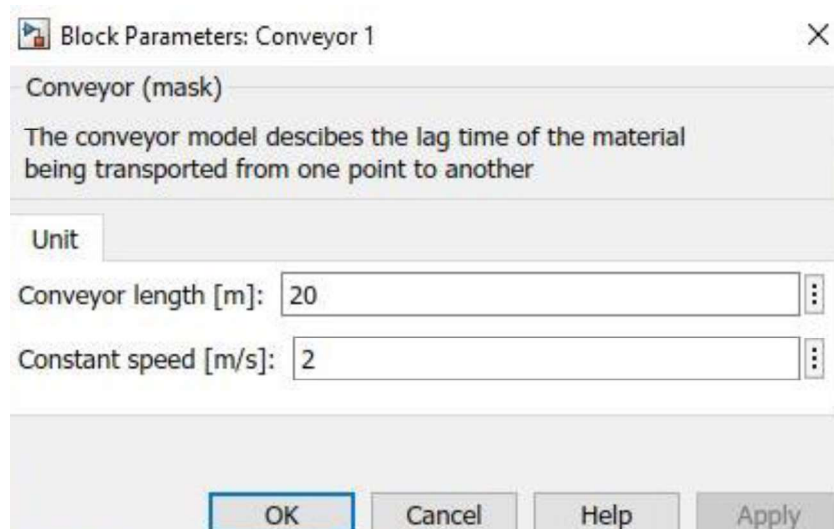 Block Parameters: Conveyor 1
Conveyor (mask)
The conveyor model descibes the lag time of the material
being transported from one point to another
Unit
Conveyor length [m]: 20
Constant speed [m/s]: 2
OK Cancel Help Apply